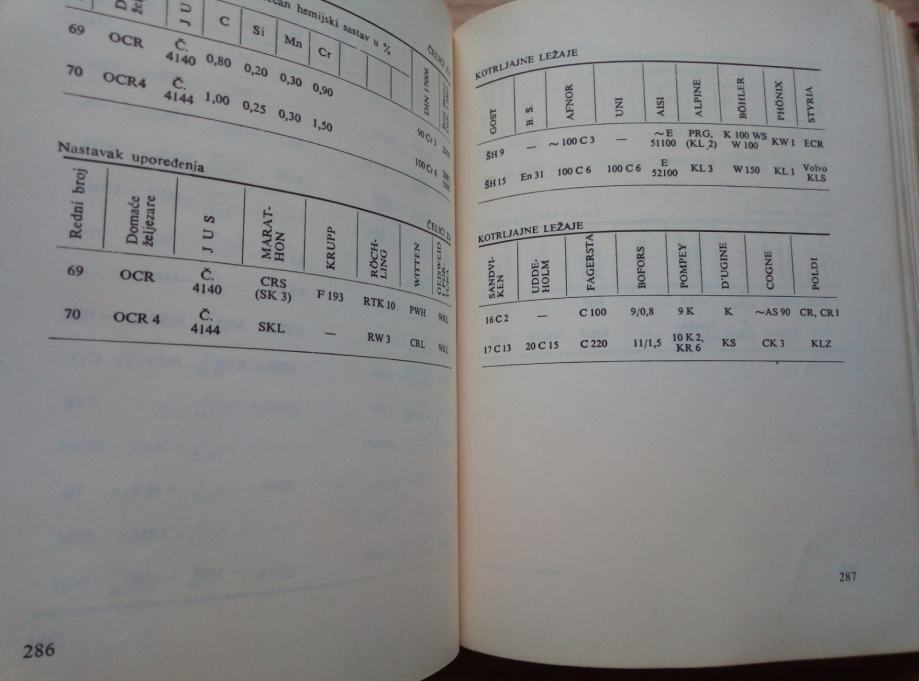 hemijski sastav u %
C Si Mn Cr DIN 17006
69 OCR Č. 4140 0,80 0,20 0,30 0,90 90 Cr 3
70 OCR4 Č. 4144 1,00 0,25 0,30 1,50 100 Cr 6
Nastavak uporeðenja
ČELICI ZA
Redni broj Domaće željezare JUS MARAT-HON KRUPP RÖCH-LING WITTEN
69 OCR Č. 4140 CRS (SK 3) F 193 RTK 10 PWH
70 OCR 4 Č. 4144 SKL — RW 3 CRL
286
KOTRLJAJNE LEŽAJE
GOST B. S. AFNOR UNI AISI ALPINE BÖHLER PHÖNIX STYRIA
ŠH 9 — ~ 100 C 3 — ~ E 51100 PRG, (KL 2) K 100 WS W 100 KW 1 ECR
ŠH 15 En 31 100 C 6 100 C 6 E 52100 KL 3 W 150 KL 1 Volvo KLS
KOTRLJAJNE LEŽAJE
SANDVI-KEN UDDE-HOLM FAGERSTA BOFORS POMPEY D'UGINE COGNE POLDI
16 C 2 — C 100 9/0,8 9 K K ~AS 90 CR, CR 1
17 C 13 20 C 15 C 220 11/1,5 10 K 2, KR 6 KS CK 3 KLZ
287